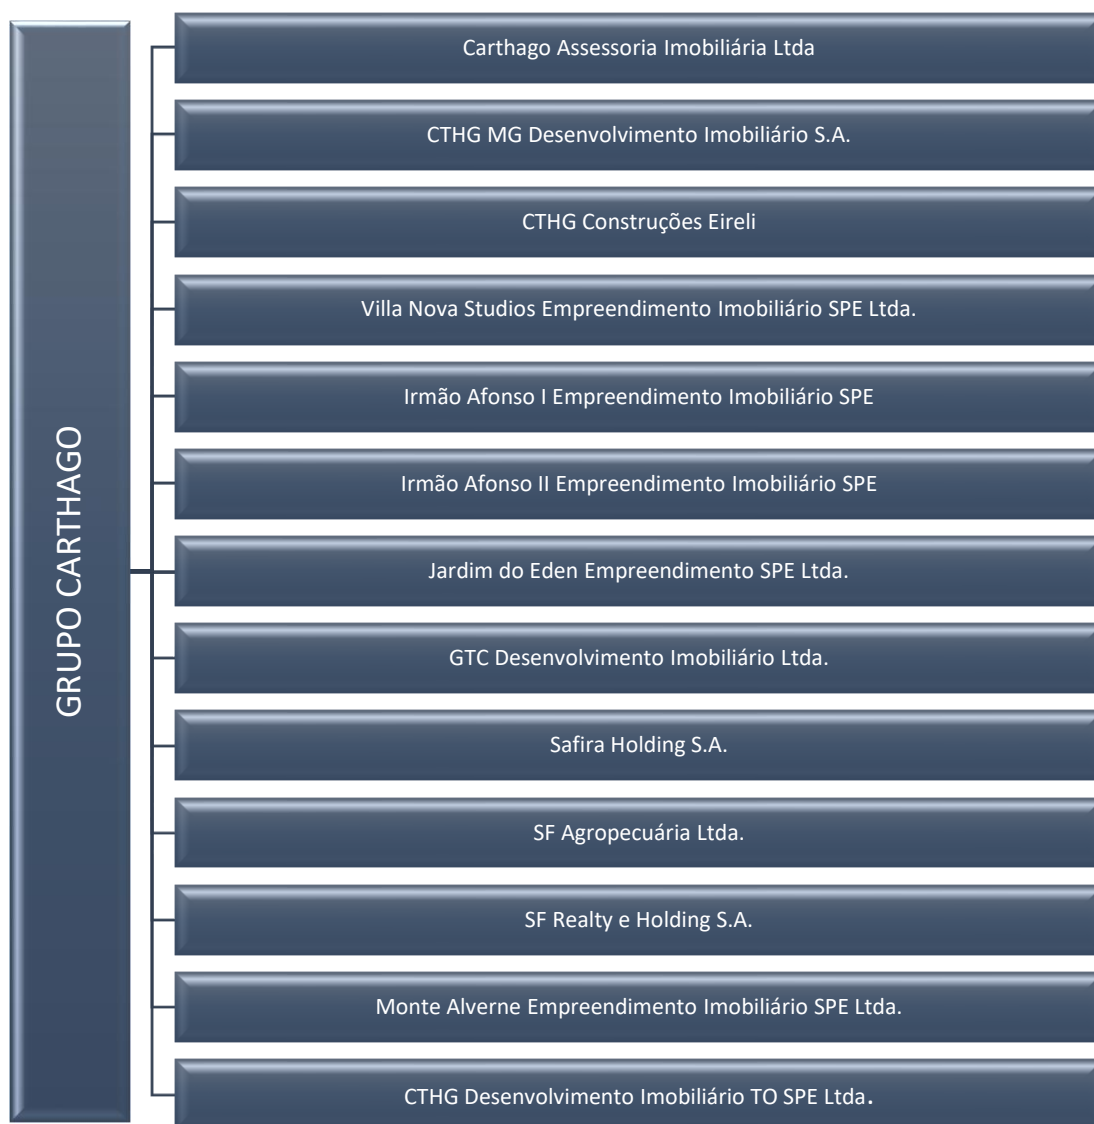 GRUPO CARTHAGO
Carthago Assessoria Imobiliária Ltda
CTHG MG Desenvolvimento Imobiliário S.A.
CTHG Construções Eireli
Villa Nova Studios Empreendimento Imobiliário SPE Ltda.
Irmão Afonso I Empreendimento Imobiliário SPE
Irmão Afonso II Empreendimento Imobiliário SPE
Jardim do Eden Empreendimento SPE Ltda.
GTC Desenvolvimento Imobiliário Ltda.
Safira Holding S.A.
SF Agropecuária Ltda.
SF Realty e Holding S.A.
Monte Alverne Empreendimento Imobiliário SPE Ltda.
CTHG Desenvolvimento Imobiliário TO SPE Ltda.